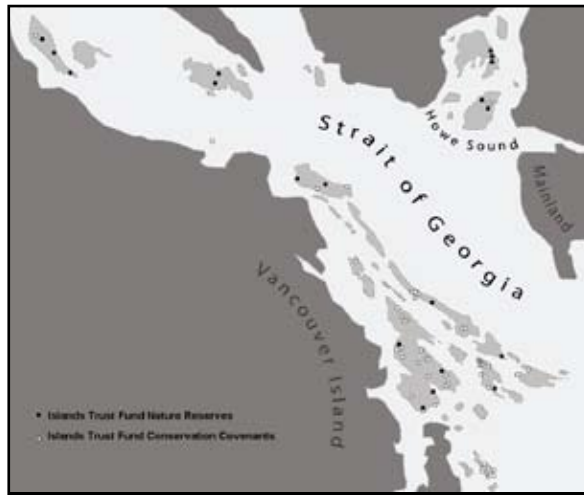 Howe Sound
Strait of Georgia
Mainland
Vancouver Island
Islands Trust Fund Nature Reserves
Islands Trust Fund Conservation Covenants